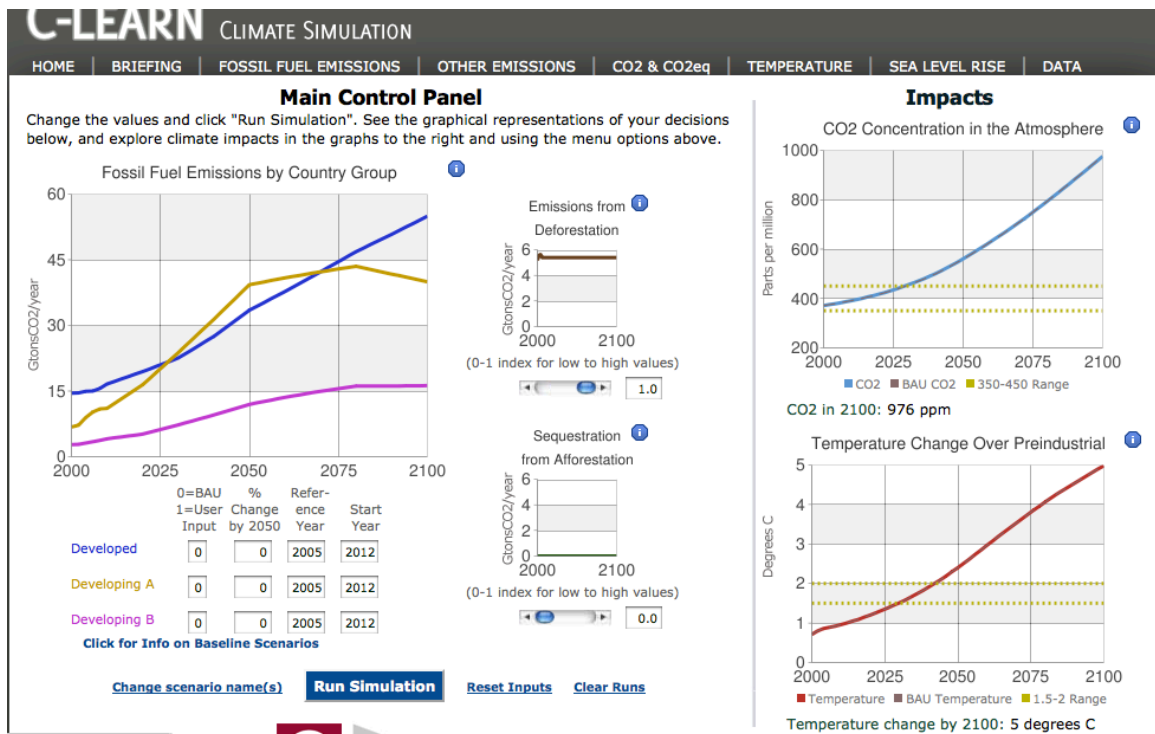 C-LEARN CLIMATE SIMULATION
HOME | BRIEFING | FOSSIL FUEL EMISSIONS | OTHER EMISSIONS | CO2 & CO2eq | TEMPERATURE | SEA LEVEL RISE | DATA
Main Control Panel
Change the values and click "Run Simulation". See the graphical representations of your decisions
below, and explore climate impacts in the graphs to the right and using the menu options above.
Fossil Fuel Emissions by Country Group
GtonsCO2/year
60
45
30
15
0
2000 2025 2050 2075 2100
0=BAU % Refer-
1=User Change ence Start
Input by 2050 Year Year
Developed 0 0 2005 2012
Developing A 0 0 2005 2012
Developing B 0 0 2005 2012
Click for Info on Baseline Scenarios
Change scenario name(s) Run Simulation Reset Inputs Clear Runs
Emissions from
Deforestation
GtonsCO2/year
6
4
2
0
2000 2100
(0-1 index for low to high values)
1.0
Sequestration
from Afforestation
GtonsCO2/year
6
4
2
0
2000 2100
(0-1 index for low to high values)
0.0
Impacts
CO2 Concentration in the Atmosphere
Parts per million
1000
800
600
400
200
2000 2025 2050 2075 2100
CO2 BAU CO2 350-450 Range
CO2 in 2100: 976 ppm
Temperature Change Over Preindustrial
Degrees C
5
4
3
2
1
0
2000 2025 2050 2075 2100
Temperature BAU Temperature 1.5-2 Range
Temperature change by 2100: 5 degrees C